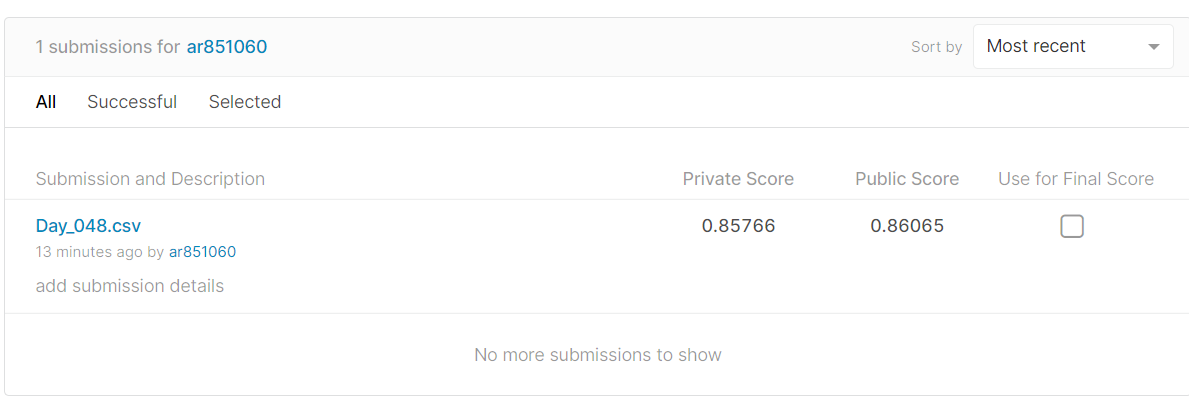 1 submissions for ar851060 Sort by Most recent
All Successful Selected
Submission and Description Private Score Public Score Use for Final Score
Day_048.csv 0.85766 0.86065
13 minutes ago by ar851060
add submission details
No more submissions to show